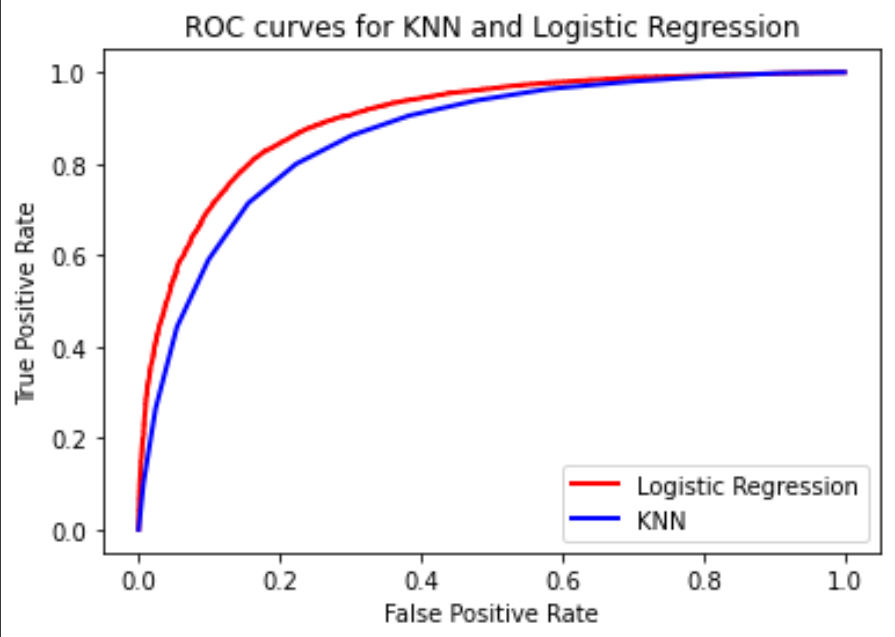 ROC curves for KNN and Logistic Regression
1.0
0.8
0.6
0.4
0.2
0.0
True Positive Rate
Logistic Regression
KNN
0.0 0.2 0.4 0.6 0.8 1.0
False Positive Rate